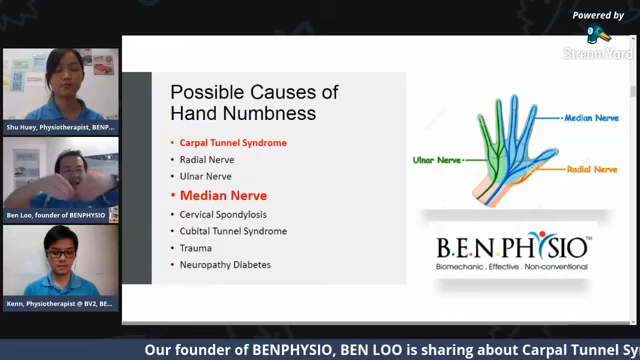 Powered by
StreamYard
Shu Huey, Physiotherapist, BENP...
Ben Loo, founder of BENPHYSIO
Kenn, Physiotherapist @ BV2, BE...
Possible Causes of
Hand Numbness
• Carpal Tunnel Syndrome
• Radial Nerve
• Ulnar Nerve
• Median Nerve
• Cervical Spondylosis
• Cubital Tunnel Syndrome
• Trauma
• Neuropathy Diabetes
Median Nerve
Ulnar Nerve
Radial Nerve
B.E.N.PHYSIO™
Biomechanic . Effective . Non-conventional
Our founder of BENPHYSIO, BEN LOO is sharing about Carpal Tunnel Sy